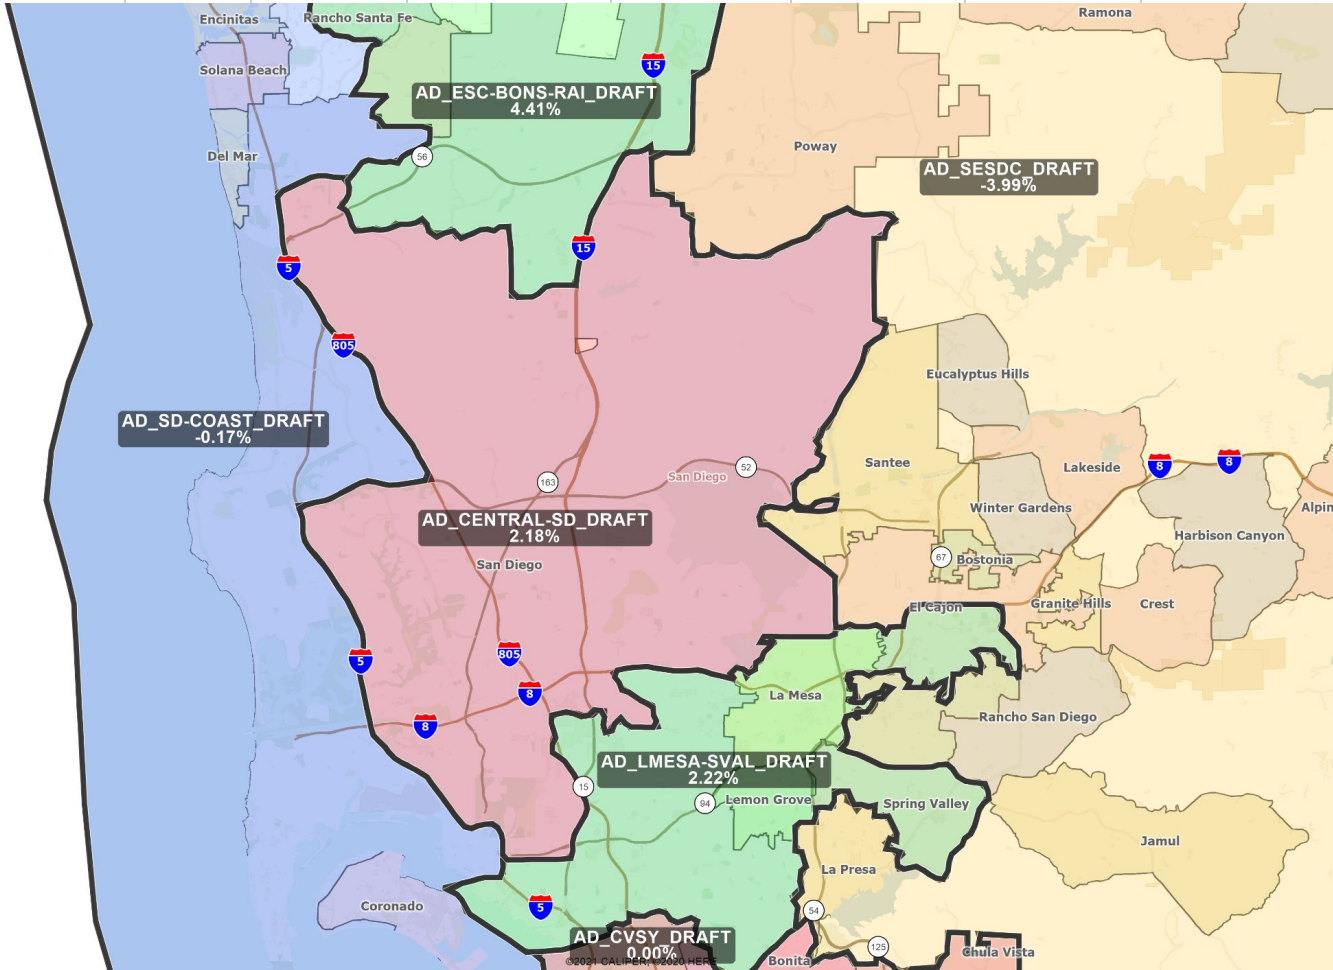 Encinitas
Rancho Santa Fe
Ramona
Solana Beach
15
AD_ESC-BONS-RAI_DRAFT
4.41%
Del Mar
56
Poway
AD_SESDC_DRAFT
-3.99%
15
5
805
Eucalyptus Hills
AD_SD-COAST_DRAFT
-0.17%
Santee
Lakeside
8
8
San Diego
52
163
Winter Gardens
Alpin
AD_CENTRAL-SD_DRAFT
2.18%
Harbison Canyon
San Diego
67
Bostonia
El Cajon
Granite Hills
Crest
5
805
8
La Mesa
8
Rancho San Diego
AD_LMESA-SVAL_DRAFT
2.22%
15
94
Lemon Grove
Spring Valley
Jamul
La Presa
Coronado
5
54
AD_CVSY_DRAFT
0.00%
125
Chula Vista
Bonita
©2021 CALIPER; ©2020 HERE